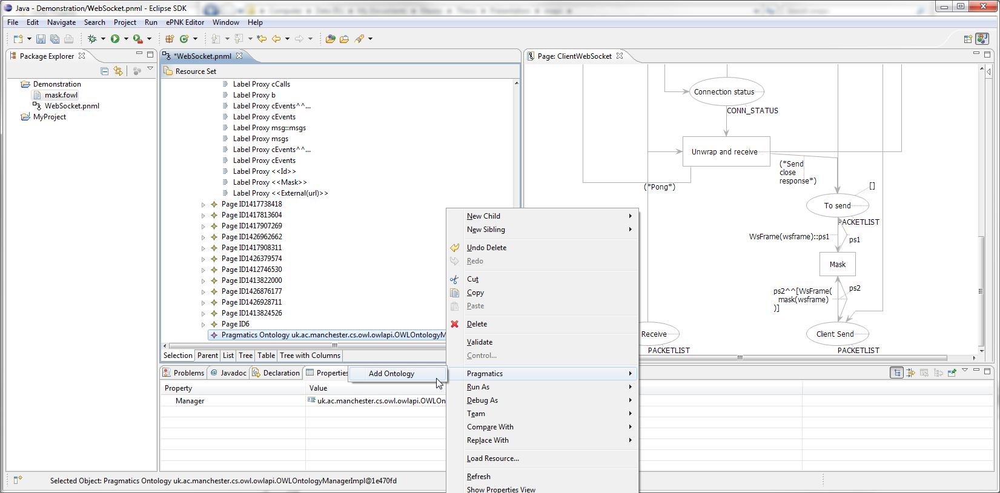 Java - Demonstration/WebSocket.pnml - Eclipse SDK
File Edit Navigate Search Project Run ePNK Editor Window Help
Package Explorer
Demonstration
mask.fowl
WebSocket.pnml
MyProject
*WebSocket.pnml
Resource Set
Label Proxy cCalls
Label Proxy b
Label Proxy cEvents^^...
Label Proxy cEvents
Label Proxy msg::msgs
Label Proxy msgs
Label Proxy cEvents^^...
Label Proxy cEvents
Label Proxy <<Id>>
Label Proxy <<Mask>>
Label Proxy <<External(url)>>
Page ID1417738418
Page ID1417813604
Page ID1417907269
Page ID1426962662
Page ID1417908311
Page ID1426379574
Page ID1412746530
Page ID1413822000
Page ID1426876177
Page ID1426928711
Page ID1413824526
Page ID6
Pragmatics Ontology uk.ac.manchester.cs.owl.owlapi.OWLOntologyM
Selection Parent List Tree Table Tree with Columns
Page: ClientWebSocket
Connection status
CONN_STATUS
Unwrap and receive
(*Send
close
response*)
(*Pong*)
[]
To send
PACKETLIST
WsFrame(wsframe)::ps1
ps1
Mask
ps2
ps2^^[WsFrame(
mask(wsframe)
)]
Receive
Client Send
PACKETLIST
PACKETLIST
New Child
New Sibling
Undo Delete
Redo
Cut
Copy
Paste
Delete
Validate
Control...
Pragmatics
Add Ontology
Run As
Debug As
Team
Compare With
Replace With
Load Resource...
Refresh
Show Properties View
Problems Javadoc Declaration Properties
Property Value
Manager uk.ac.manchester.cs.owl.owlapi.OWLOn
Selected Object: Pragmatics Ontology uk.ac.manchester.cs.owl.owlapi.OWLOntologyManagerImpl@1e470fd